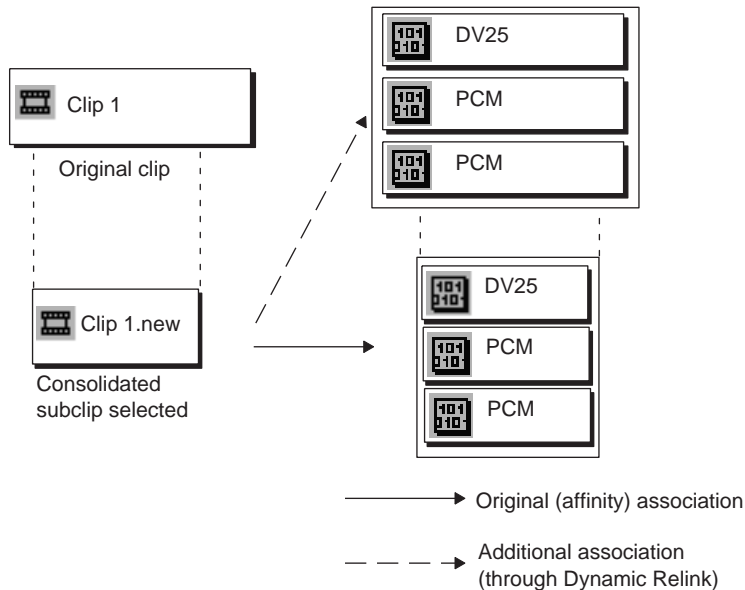 DV25
Clip 1
PCM
Original clip
PCM
DV25
Clip 1.new
PCM
Consolidated
subclip selected
PCM
Original (affinity) association
Additional association
(through Dynamic Relink)